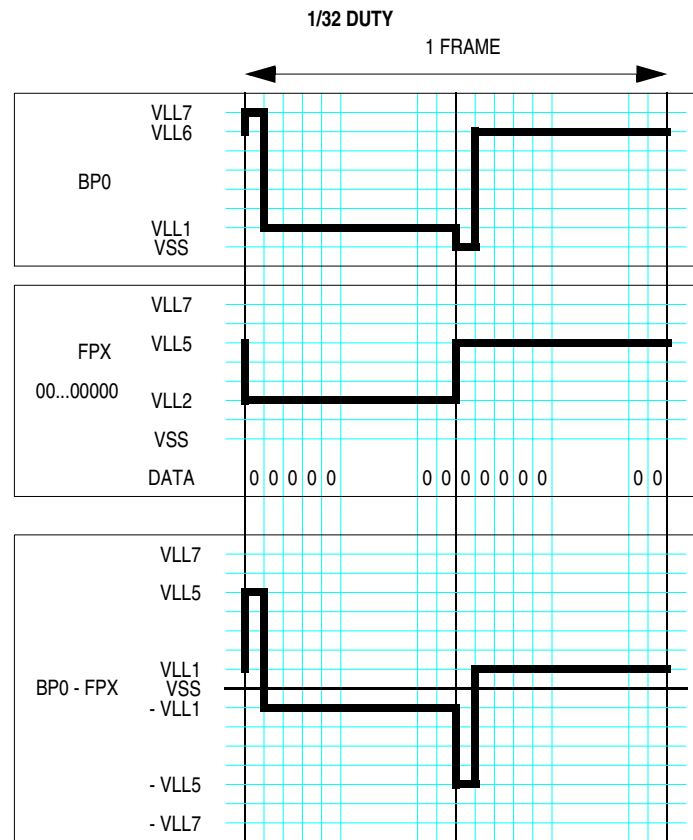 1/32 DUTY
1 FRAME
VLL7
VLL6
BP0
VLL1
VSS
VLL7
FPX
VLL5
00...00000
VLL2
VSS
DATA 0 0 0 0 0 0 0 0 0 0 0 0 0 0
VLL7
VLL5
VLL1
BP0 - FPX
VSS
- VLL1
- VLL5
- VLL7